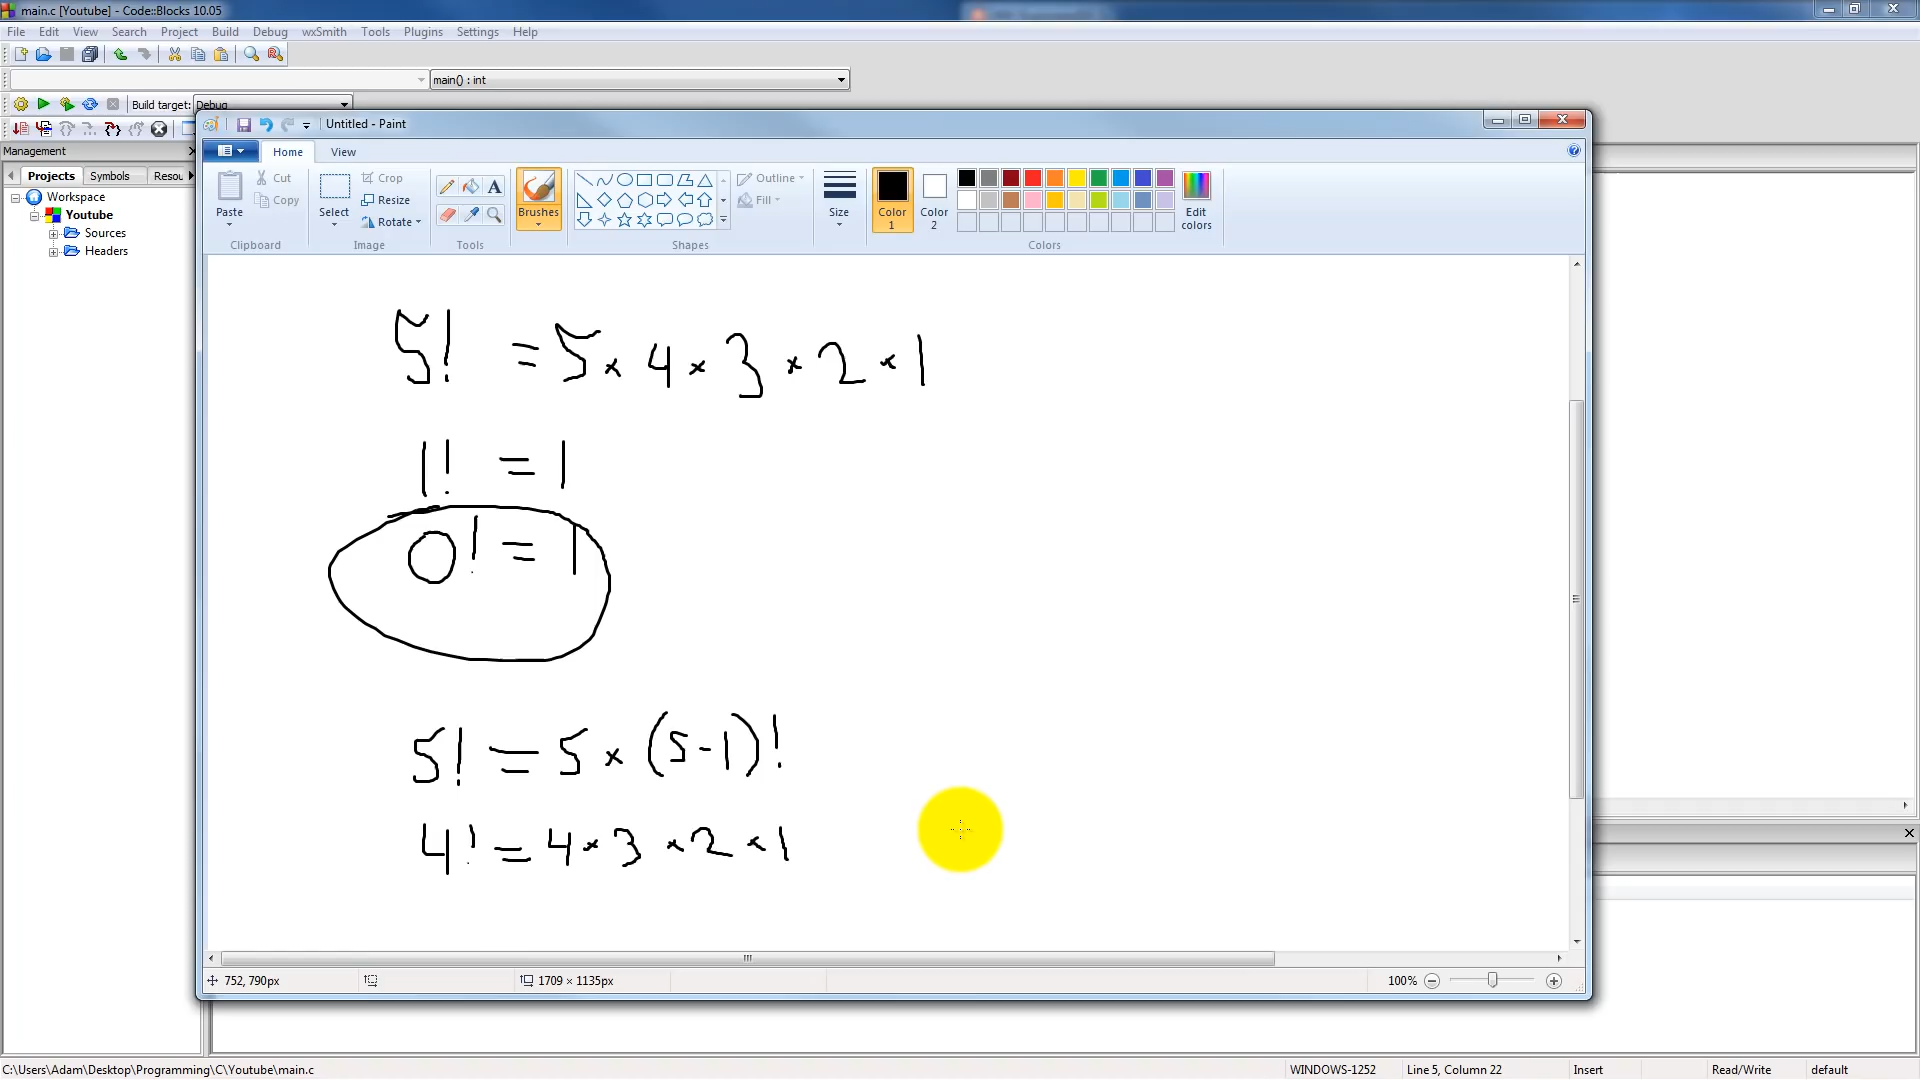 main.c [Youtube] - Code::Blocks 10.05
File Edit View Search Project Build Debug wxSmith Tools Plugins Settings Help
main() : int
Build target: Debug
Untitled - Paint
Management
Home View
Projects Symbols Resou
Workspace
Youtube
Sources
Headers
Paste
Cut
Copy
Clipboard
Select
Crop
Resize
Rotate
Image
Tools
Brushes
Shapes
Outline
Fill
Size
Color 1
Color 2
Edit colors
Colors
5! = 5 × 4 × 3 × 2 × 1
1! = 1
0! = 1
5! = 5 × (5-1)!
4! = 4 × 3 × 2 × 1
752, 790px
1709 × 1135px
100%
C:\Users\Adam\Desktop\Programming\C\Youtube\main.c
WINDOWS-1252
Line 5, Column 22
Insert
Read/Write
default